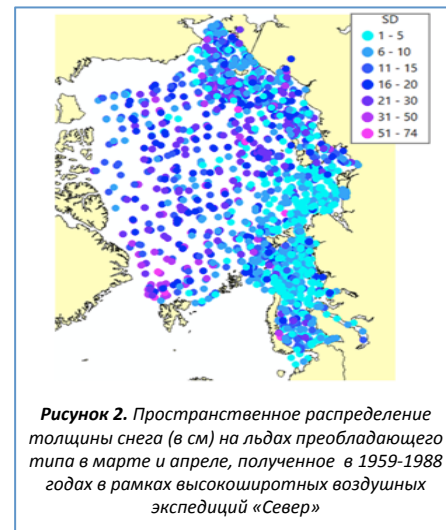 SD
1 - 5
6 - 10
11 - 15
16 - 20
21 - 30
31 - 50
51 - 74
Рисунок 2. Пространственное распределение
толщины снега (в см) на льдах преобладающего
типа в марте и апреле, полученное в 1959-1988
годах в рамках высокоширотных воздушных
экспедиций «Север»